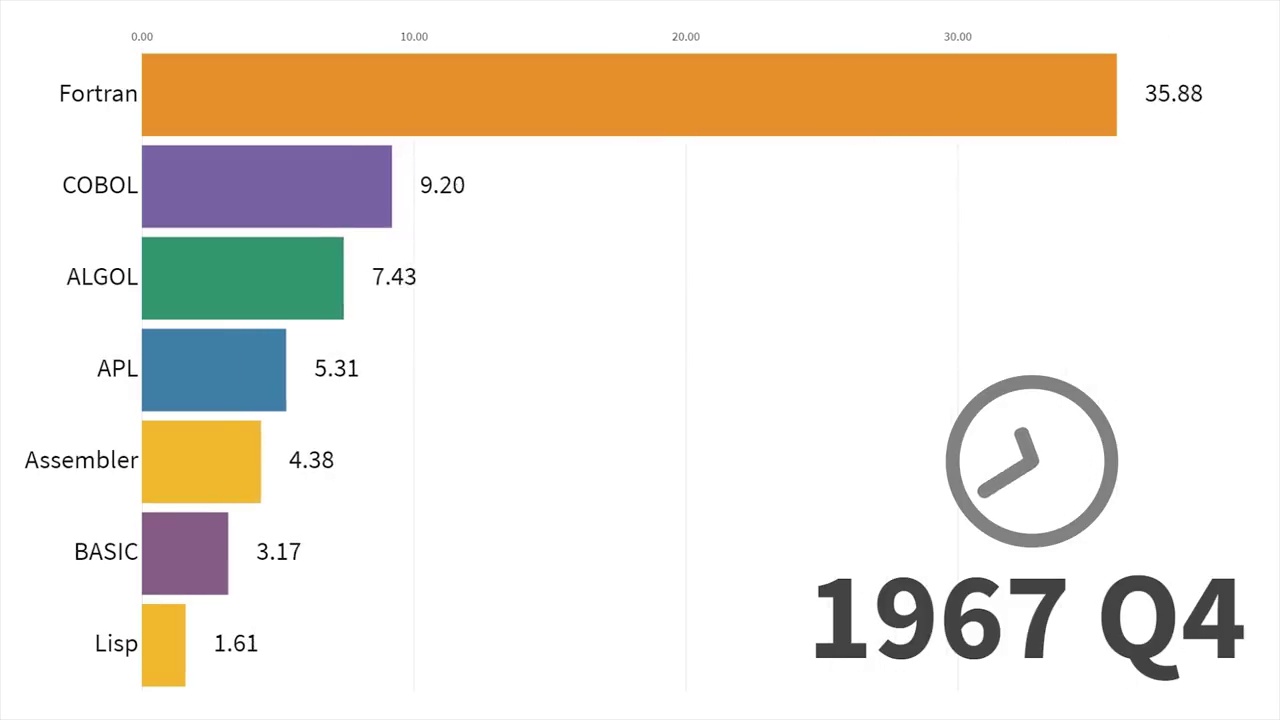 0.00 10.00 20.00 30.00
Fortran 35.88
COBOL 9.20
ALGOL 7.43
APL 5.31
Assembler 4.38
BASIC 3.17
Lisp 1.61
1967 Q4